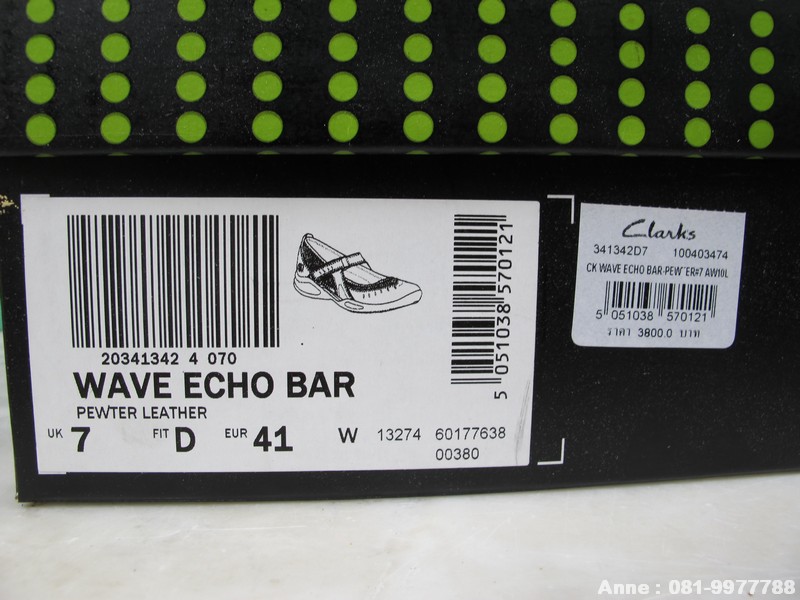 20341342 4 070
WAVE ECHO BAR
PEWTER LEATHER
UK 7 FIT D EUR 41 W 13274 60177638
00380
5 051038 570121
Clarks
341342D7 100403474
CK WAVE ECHO BAR-PEWTER#7 AW10L
5 051038 570121
ราคา 3800.0 บาท
Anne : 081-9977788